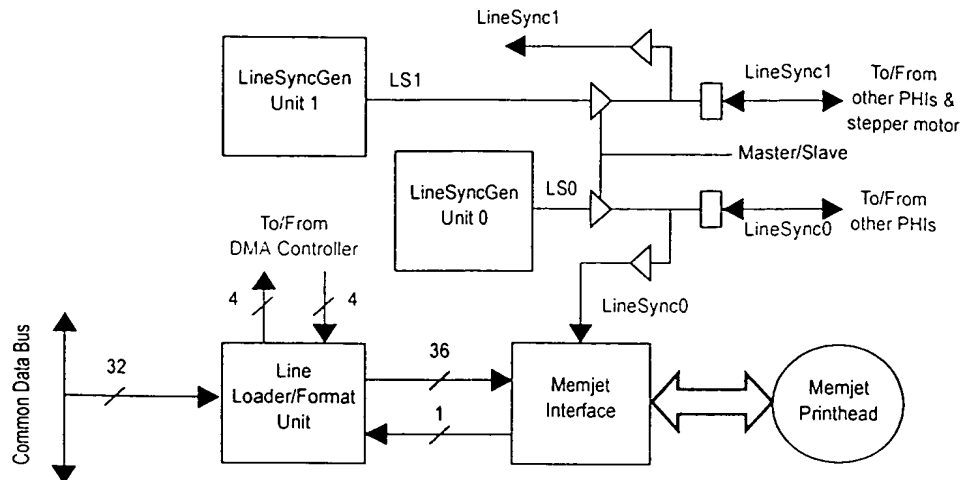 LineSync1
LineSyncGen
Unit 1
LS1
LineSync1
To/From
other PHIs &
stepper motor
Master/Slave
LineSyncGen
Unit 0
LS0
LineSync0
To/From
other PHIs
To/From
DMA Controller
4
4
LineSync0
Common Data Bus
32
Line
Loader/Format
Unit
36
1
Memjet
Interface
Memjet
Printhead